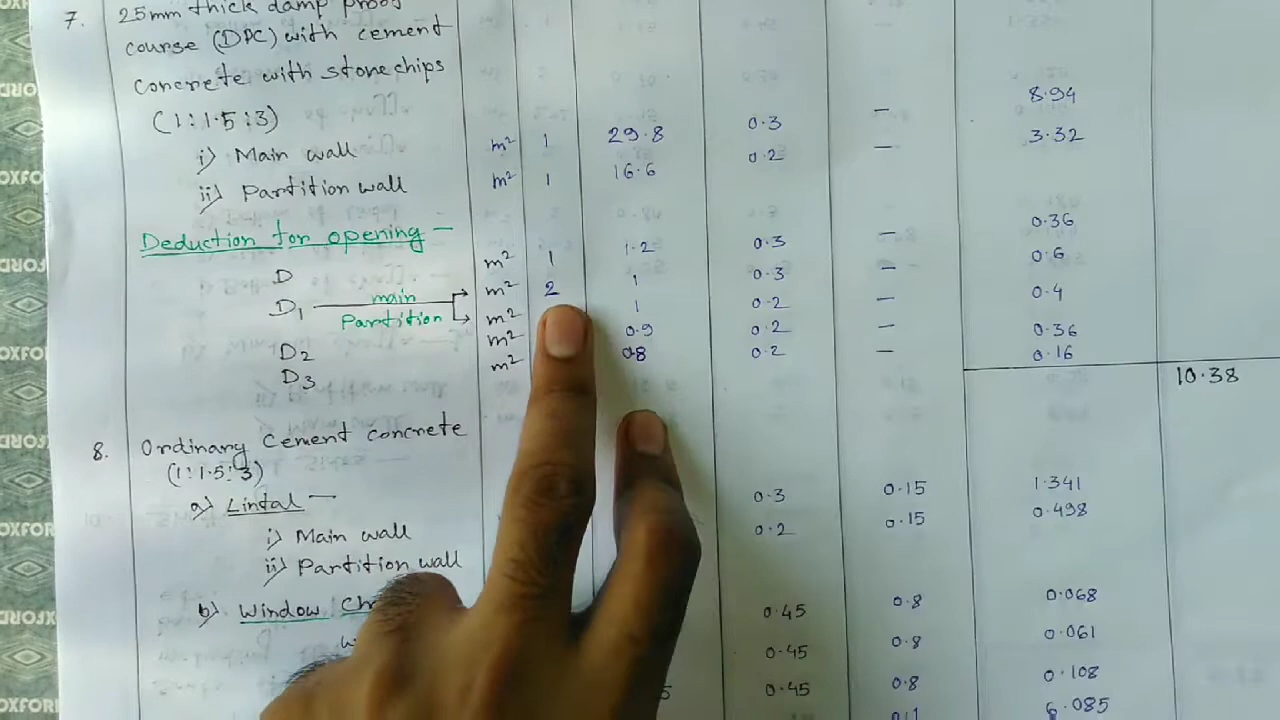 7. 25mm thick damp proof
course (DPC) with cement
concrete with stonechips
(1:1.5:3)
i) Main wall m² 1 29.8 0.3 – 8.94
ii) Partition wall m² 1 16.6 0.2 – 3.32
Deduction for opening –
D m² 1 1.2 0.3 – 0.36
D₁ main m² 2 1 0.3 – 0.6
Partition m² 1 0.2 – 0.4
D₂ m² 0.9 0.2 – 0.36
D₃ m² 0.8 0.2 – 0.16
10.38
8. Ordinary cement concrete
(1:1.5:3)
a) Lintal –
i) Main wall 0.3 0.15 1.341
ii) Partition wall 0.2 0.15 0.498
b) Window 0.45 0.8 0.068
0.45 0.8 0.061
0.45 0.8 0.108